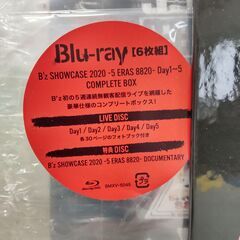 Blu-ray [6枚組]
B'z SHOWCASE 2020 -5 ERAS 8820- Day1~5
COMPLETE BOX
B'z初の5週連続無観客配信ライブを網羅した
豪華仕様のコンプリートボックス!
LIVE DISC
Day1 / Day2 / Day3 / Day4 / Day5
各30ページのフォトブック付き
特典 DISC
B'z SHOWCASE 2020 -5 ERAS 8820- DOCUMENTARY
BMXV-5048